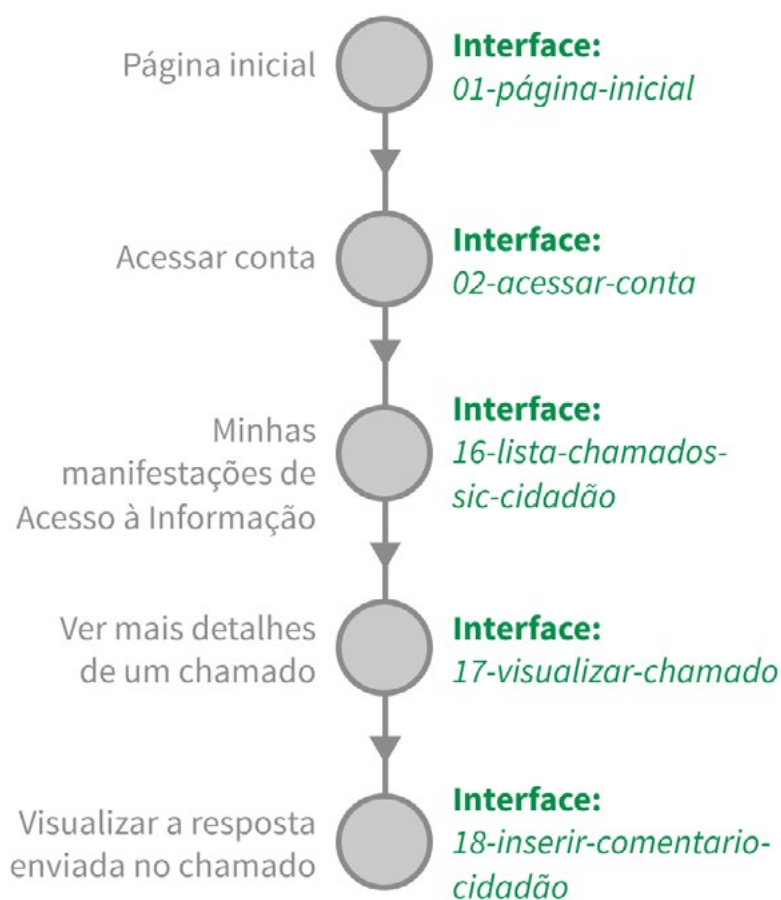 Página inicial
Interface:
01-página-inicial
Acessar conta
Interface:
02-acessar-conta
Minhas
manifestações de
Acesso à Informação
Interface:
16-lista-chamados-
sic-cidadão
Ver mais detalhes
de um chamado
Interface:
17-visualizar-chamado
Visualizar a resposta
enviada no chamado
Interface:
18-inserir-comentario-
cidadão